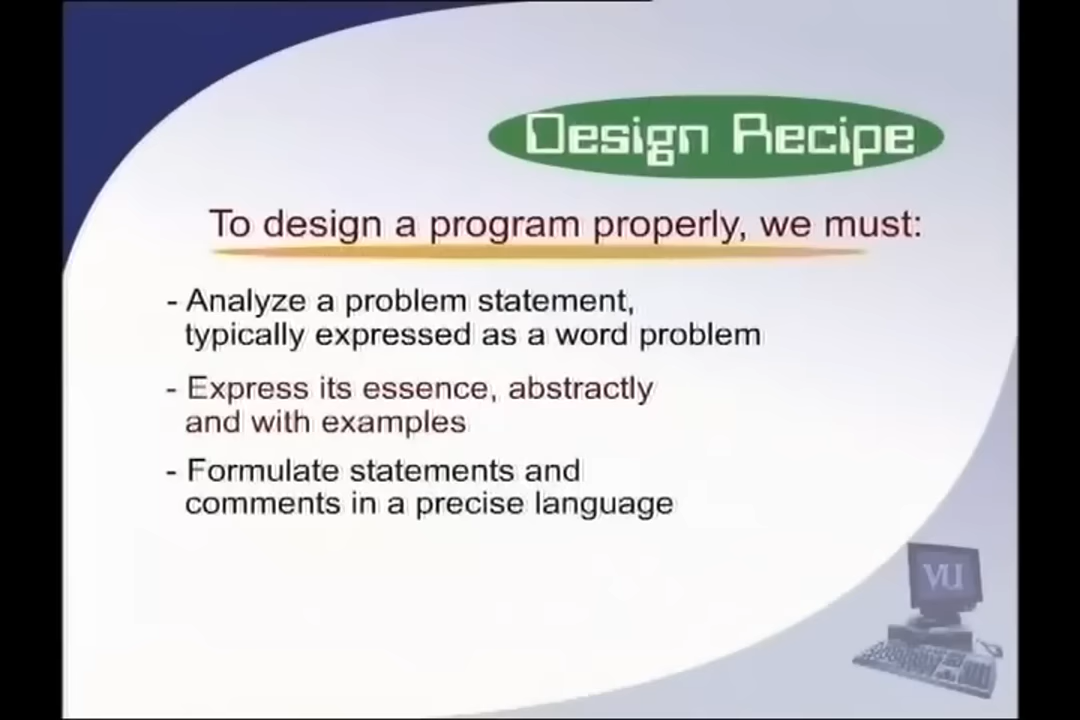 Design Recipe
To design a program properly, we must:
- Analyze a problem statement,
typically expressed as a word problem
- Express its essence, abstractly
and with examples
- Formulate statements and
comments in a precise language
VU